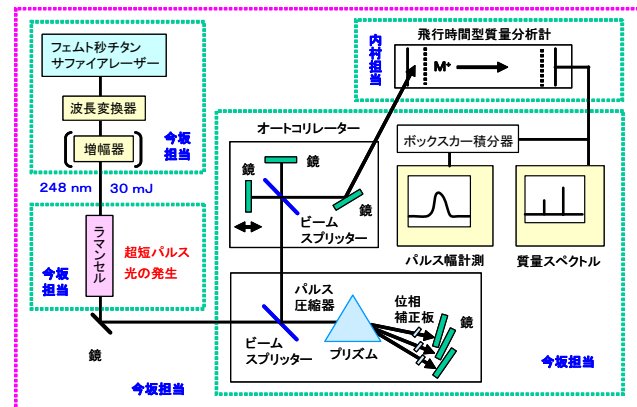 フェムト秒チタン
サファイアレーザー
波長変換器
増幅器
今坂
担当
248 nm
30 mJ
ラマンセル
超短パルス
光の発生
今坂
担当
鏡
今坂担当
内村
担当
飛行時間型質量分析計
M+
オートコリレーター
鏡
鏡
鏡
ビーム
スプリッター
ボックスカー積分器
パルス幅計測
質量スペクトル
パルス
圧縮器
ビーム
スプリッター
プリズム
位相
補正板
鏡
今坂担当